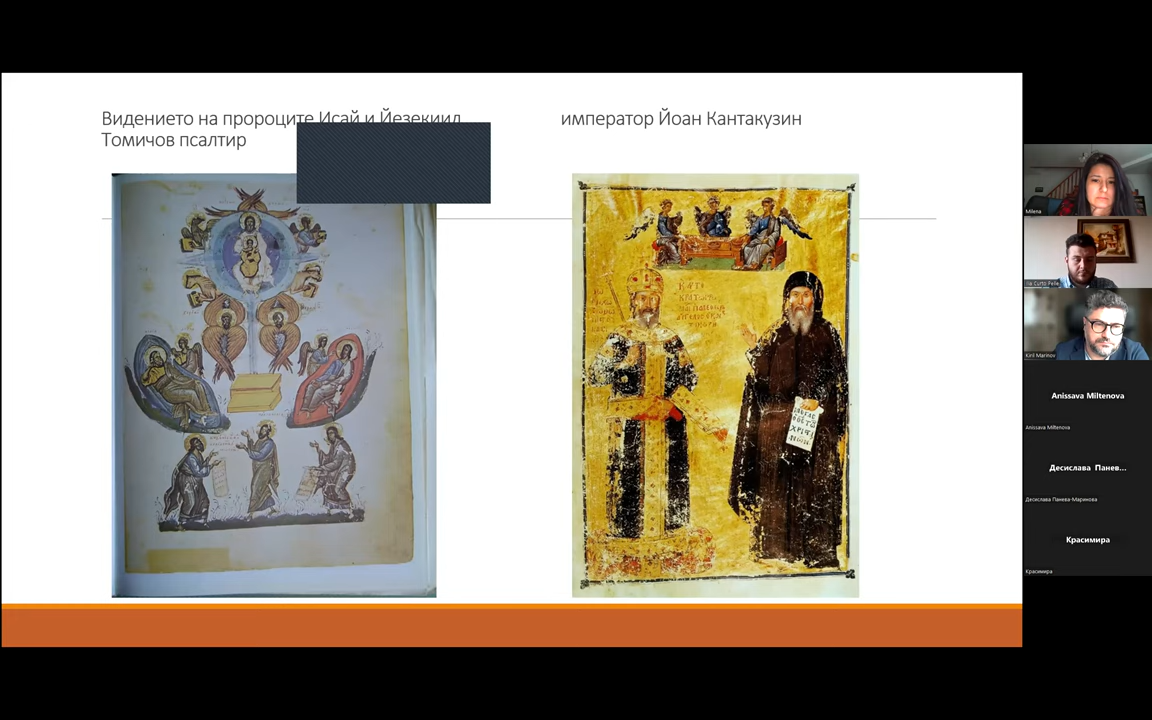 Видението на пророците Исай и Йезекиил
Томичов псалтир
император Йоан Кантакузин
Milena
Kiril Marinov
Anissava Miltenova
Anissava Miltenova
Десислава Панев...
Десислава Панева-Маринова
Красимира
Красимира